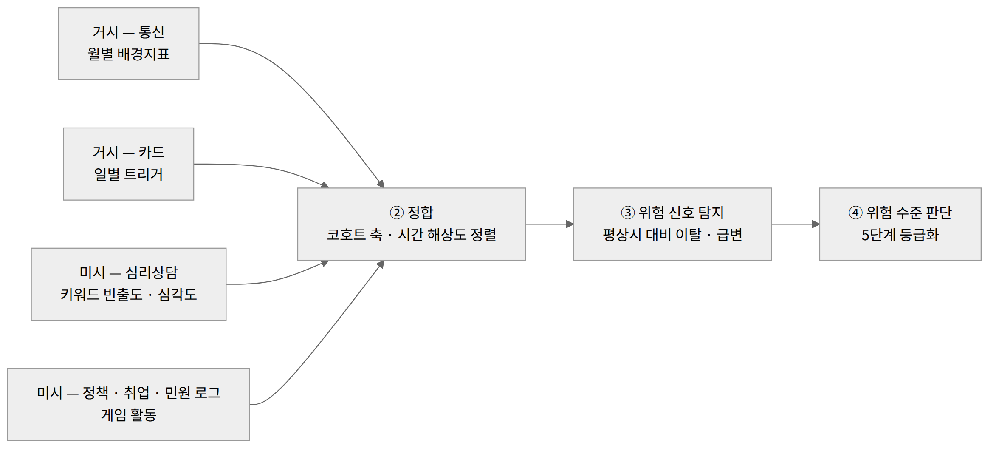 거시 — 통신
월별 배경지표
거시 — 카드
일별 트리거
미시 — 심리상담
키워드 빈출도 · 심각도
미시 — 정책 · 취업 · 민원 로그
게임 활동
② 정합
코호트 축 · 시간 해상도 정렬
③ 위험 신호 탐지
평상시 대비 이탈 · 급변
④ 위험 수준 판단
5단계 등급화